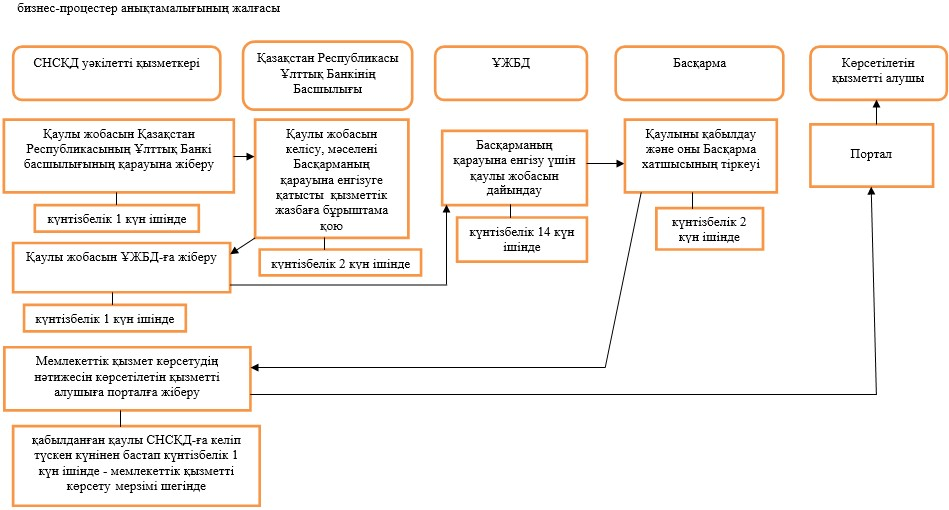 бизнес-процестер анықтамалығының жалғасы
СНСҚД уәкілетті қызметкері
Қазақстан Республикасы
Ұлттық Банкінің
Басшылығы
ҰЖБД
Басқарма
Көрсетілетін
қызметті алушы
Қаулы жобасын Қазақстан
Республикасының Ұлттық Банкі
басшылығының қарауына жіберу
күнтізбелік 1 күн ішінде
Қаулы жобасын
келісу, мәселені
Басқарманың
қарауына енгізуге
қатысты қызметтік
жазбаға бұрыштама
қою
күнтізбелік 2 күн ішінде
Басқарманың
қарауына енгізу үшін
қаулы жобасын
дайындау
күнтізбелік 14 күн
ішінде
Қаулыны қабылдау
және оны Басқарма
хатшысының тіркеуі
күнтізбелік 2
күн ішінде
Портал
Қаулы жобасын ҰЖБД-ға жіберу
күнтізбелік 1 күн ішінде
Мемлекеттік қызмет көрсетудің
нәтижесін көрсетілетін қызметті
алушыға порталға жіберу
қабылданған қаулы СНСҚД-ға келіп
түскен күнінен бастап күнтізбелік 1
күн ішінде - мемлекеттік қызметті
көрсету мерзімі шегінде